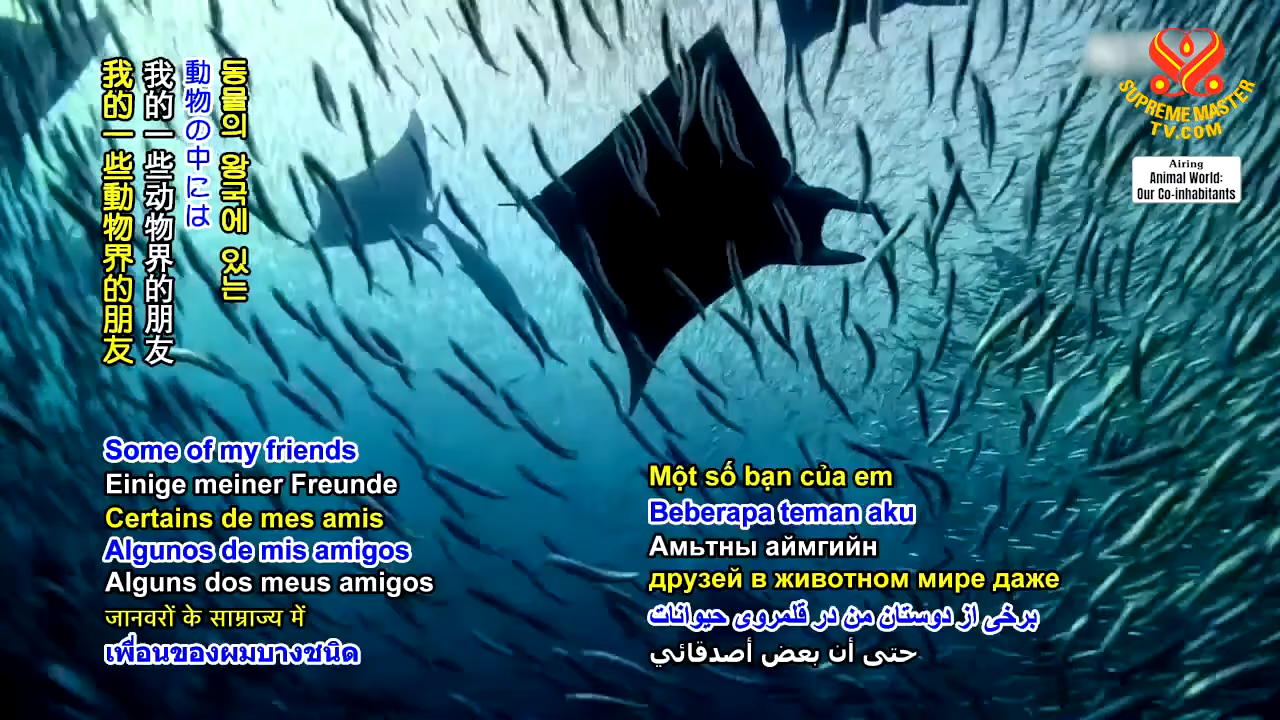 我的一些動物界的朋友
我的一些动物界的朋友
動物の中には
동물의 왕국에 있는
SUPREME MASTER
TV.COM
Airing
Animal World:
Our Co-inhabitants
Some of my friends
Einige meiner Freunde
Certains de mes amis
Algunos de mis amigos
Alguns dos meus amigos
जानवरों के साम्राज्य में
เพื่อนของผมบางชนิด
Một số bạn của em
Beberapa teman aku
Амьтны аймгийн
друзей в животном мире даже
برخی از دوستان من در قلمروی حیوانات
حتى أن بعض أصدقائي